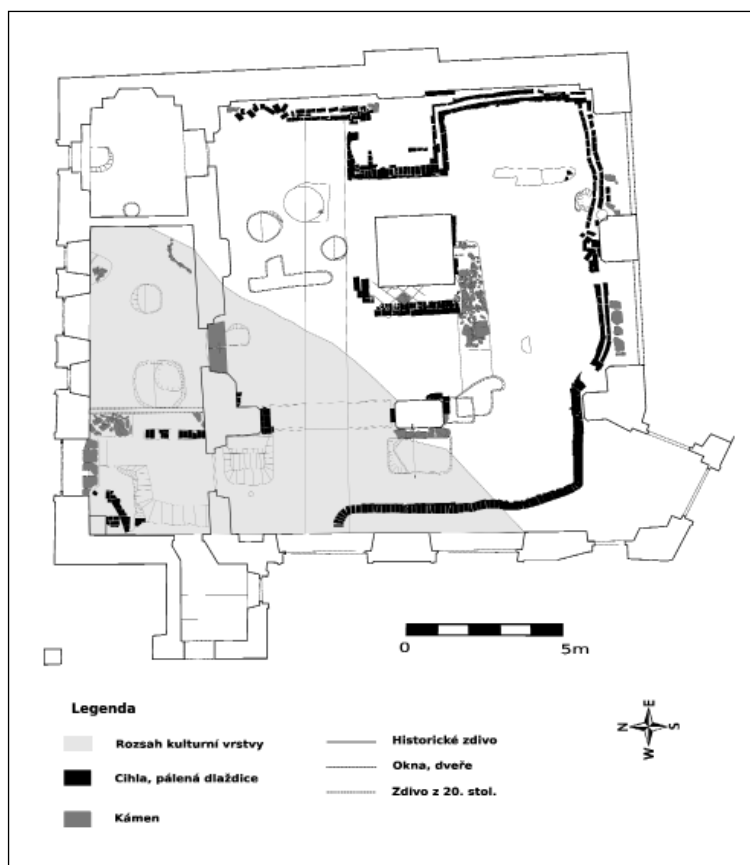 0 5m
Legenda
Rozsah kulturní vrstvy
Cihla, pálená dlaždice
Kámen
Historické zdivo
Okna, dveře
Zdivo z 20. stol.
E
N S
W